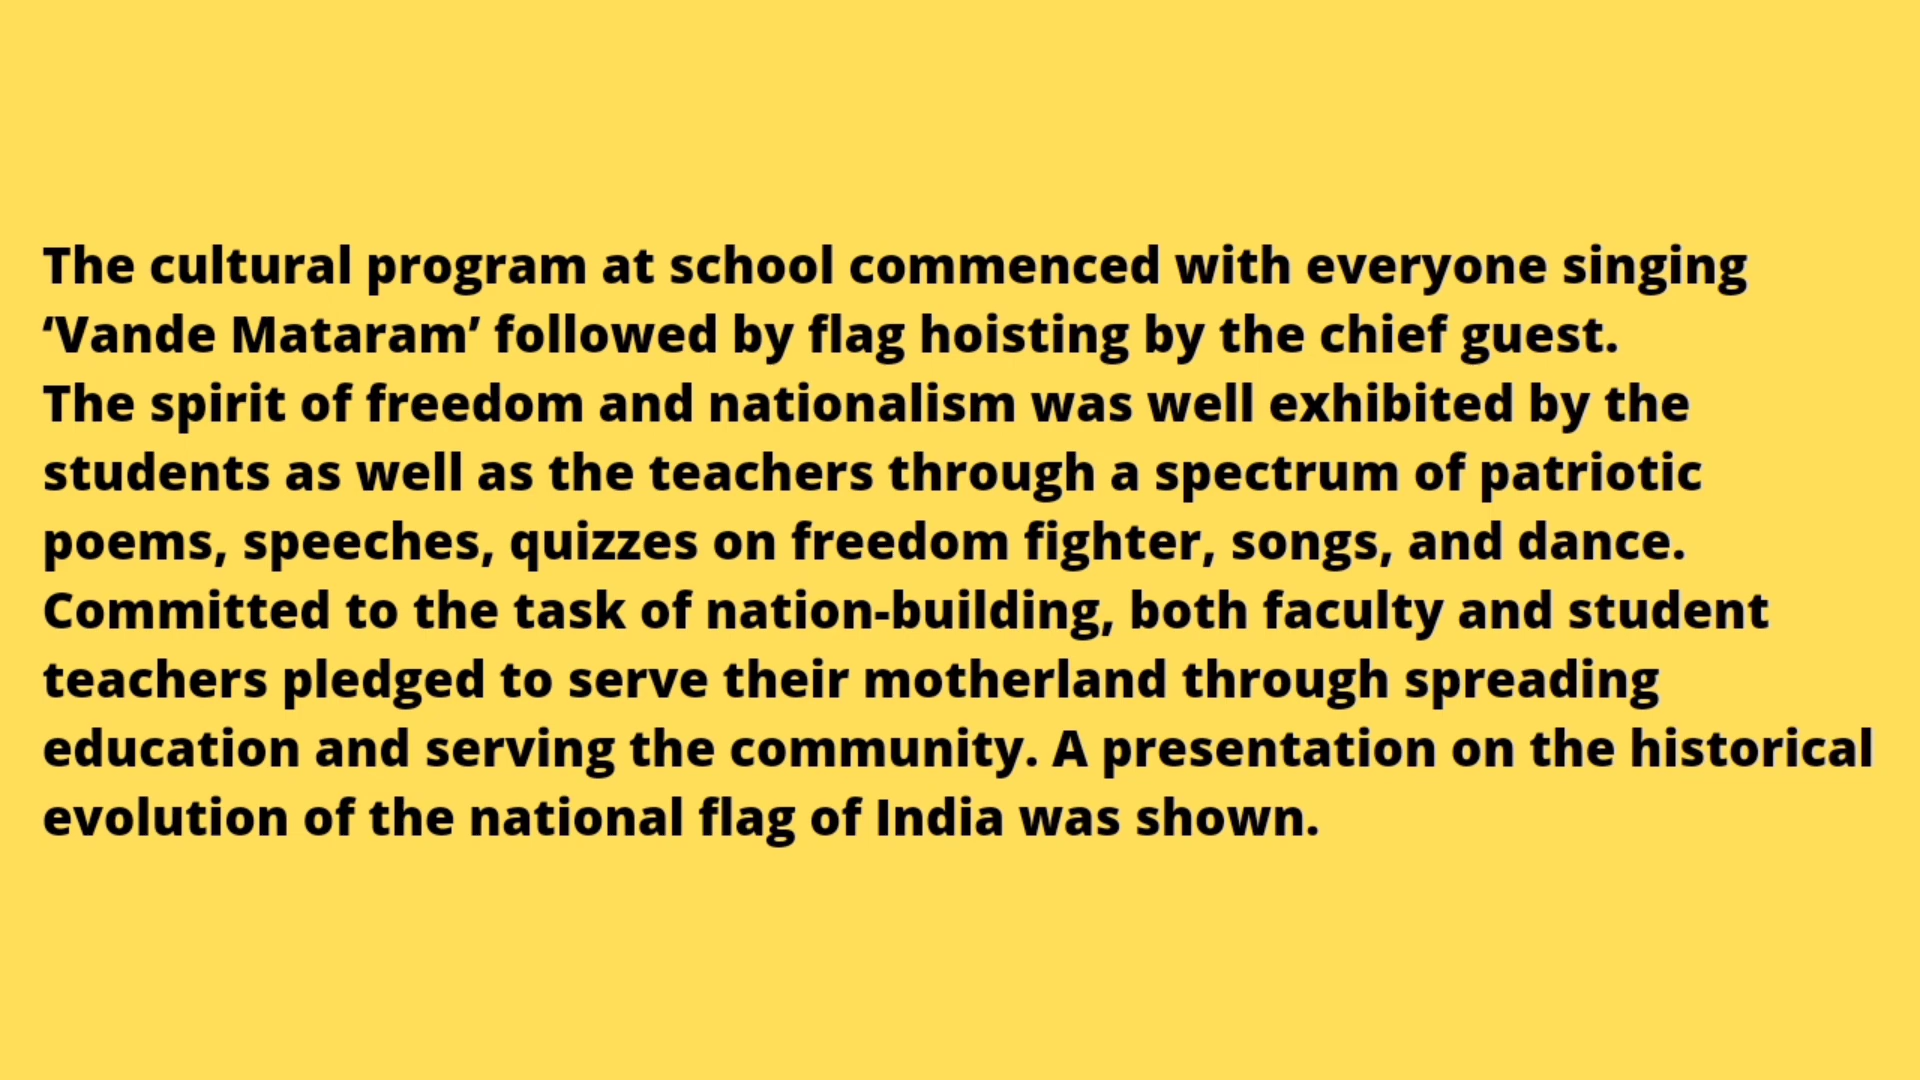 The cultural program at school commenced with everyone singing
‘Vande Mataram’ followed by flag hoisting by the chief guest.
The spirit of freedom and nationalism was well exhibited by the
students as well as the teachers through a spectrum of patriotic
poems, speeches, quizzes on freedom fighter, songs, and dance.
Committed to the task of nation-building, both faculty and student
teachers pledged to serve their motherland through spreading
education and serving the community. A presentation on the historical
evolution of the national flag of India was shown.